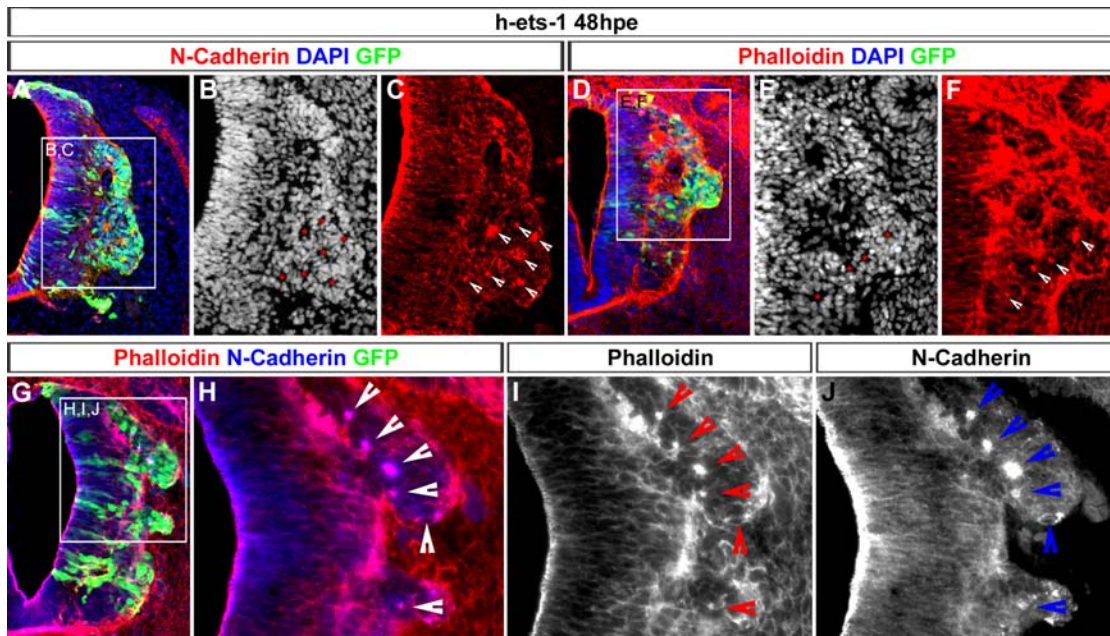 h-ets-1 48hpe
N-Cadherin DAPI GFP
Phalloidin DAPI GFP
A
B
C
D
E
F
B,C
E,F
Phalloidin N-Cadherin GFP
Phalloidin
N-Cadherin
G
H
I
J
H,I,J